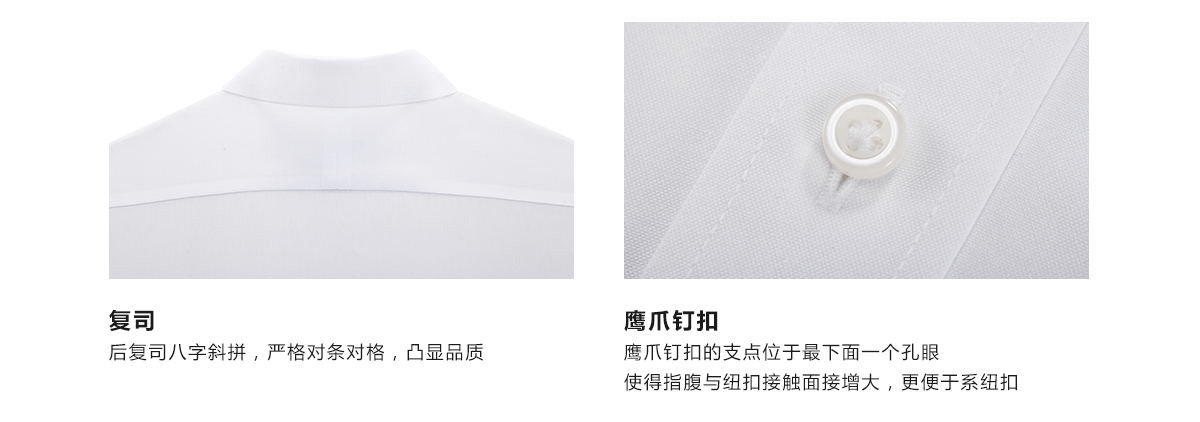 复司
后复司八字斜拼，严格对条对格，凸显品质
鹰爪钉扣
鹰爪钉扣的支点位于最下面一个孔眼
使得指腹与纽扣接触面接增大，更便于系纽扣